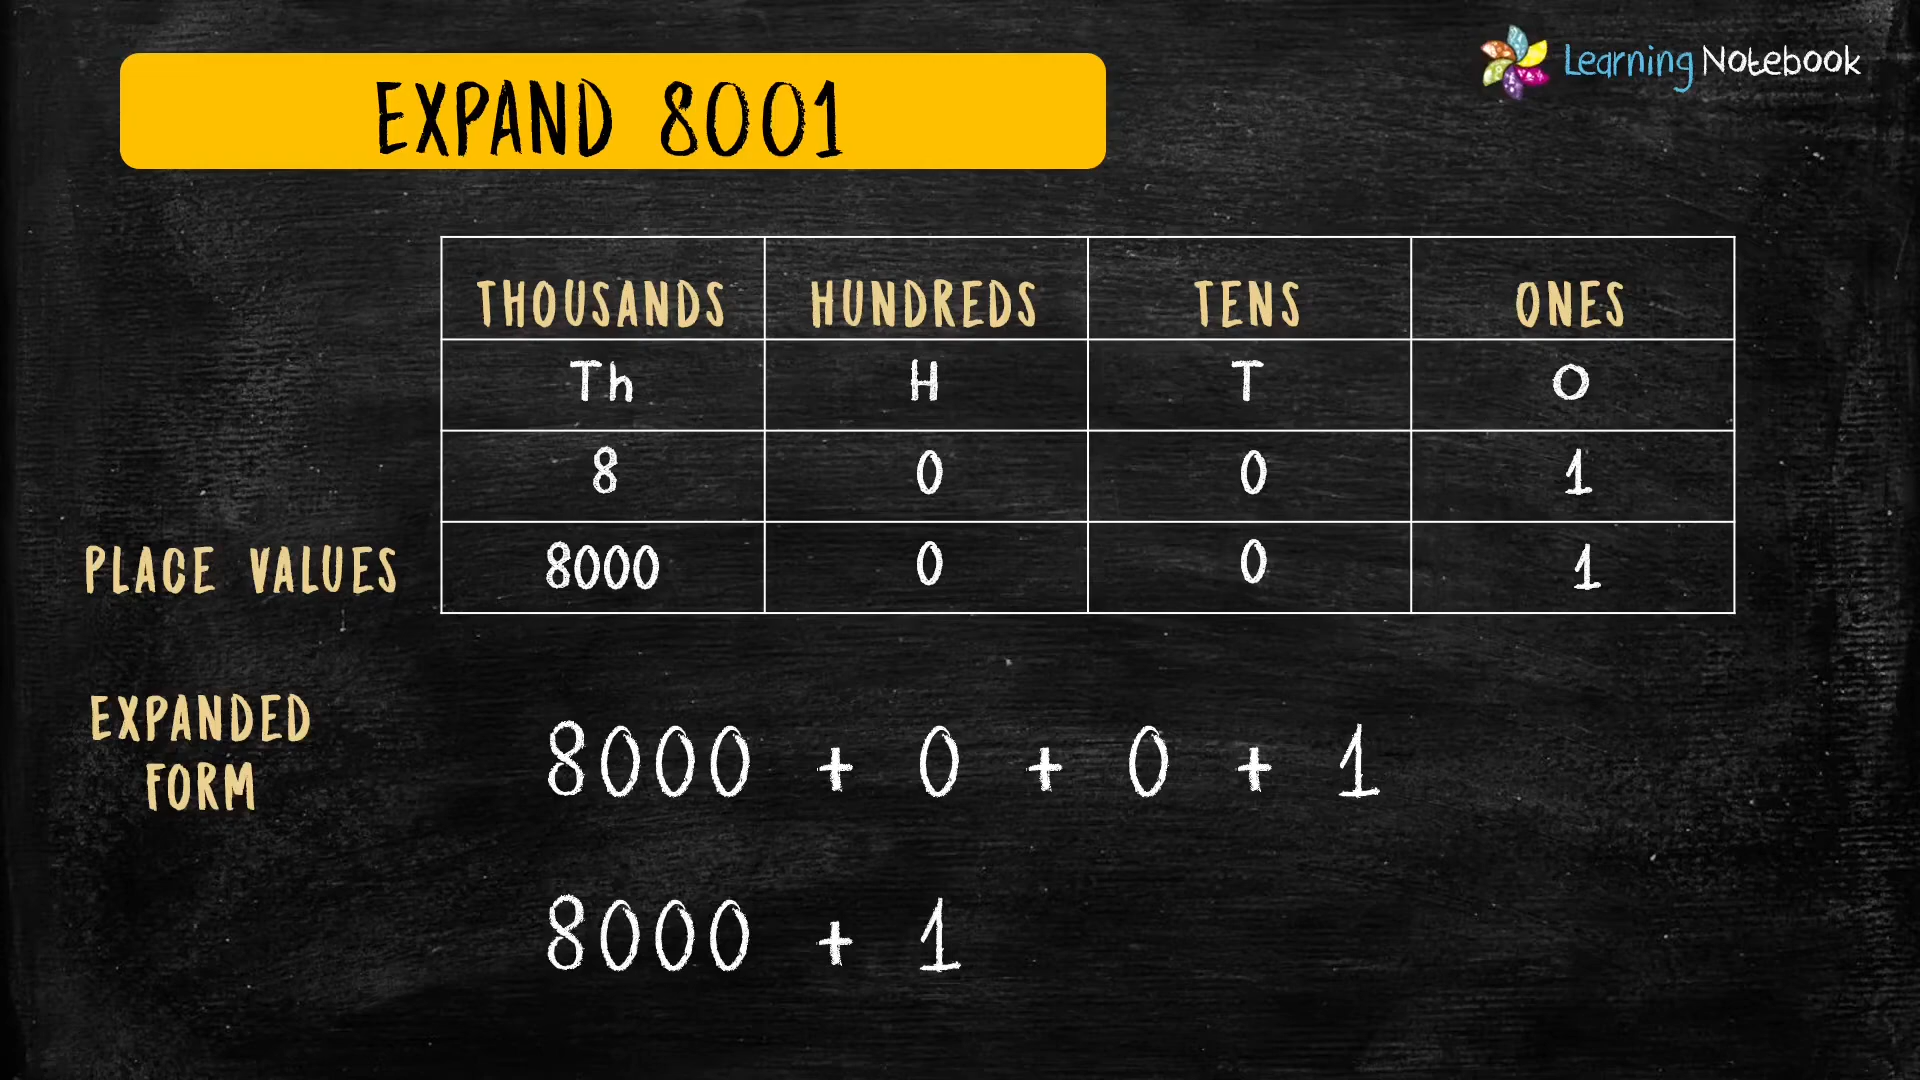 EXPAND 8001
Learning Notebook
THOUSANDS HUNDREDS TENS ONES
Th H T O
8 0 0 1
PLACE VALUES 8000 0 0 1
EXPANDED
FORM
8000 + 0 + 0 + 1
8000 + 1